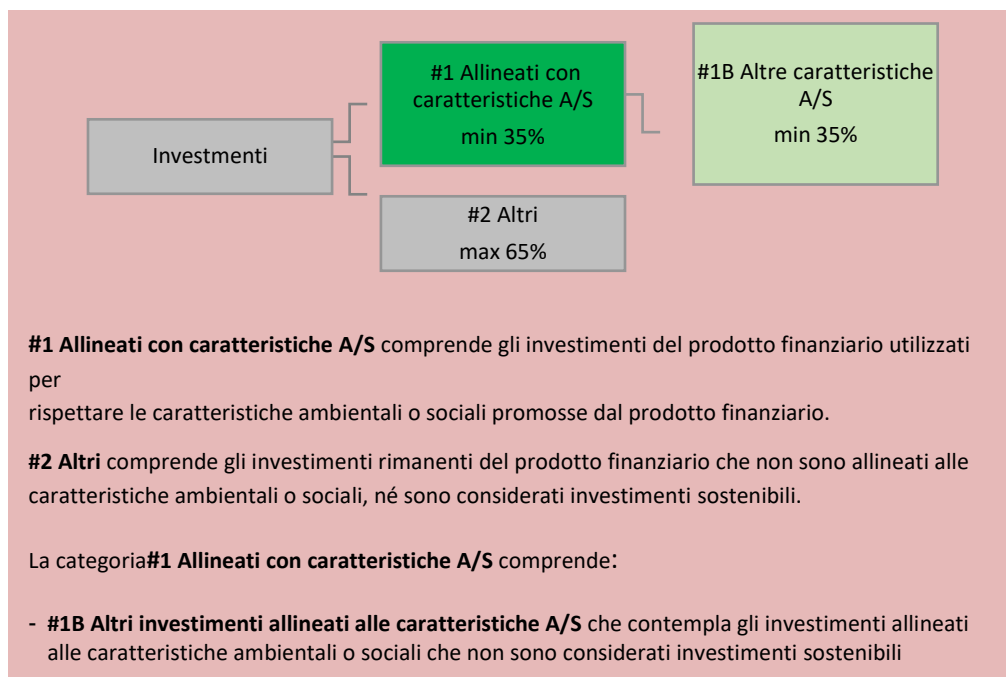 #1 Allineati con
caratteristiche A/S
min 35%
#1B Altre caratteristiche
A/S
min 35%
Investmenti
#2 Altri
max 65%
#1 Allineati con caratteristiche A/S comprende gli investimenti del prodotto finanziario utilizzati
per
rispettare le caratteristiche ambientali o sociali promosse dal prodotto finanziario.
#2 Altri comprende gli investimenti rimanenti del prodotto finanziario che non sono allineati alle
caratteristiche ambientali o sociali, né sono considerati investimenti sostenibili.
La categoria#1 Allineati con caratteristiche A/S comprende:
- #1B Altri investimenti allineati alle caratteristiche A/S che contempla gli investimenti allineati
alle caratteristiche ambientali o sociali che non sono considerati investimenti sostenibili